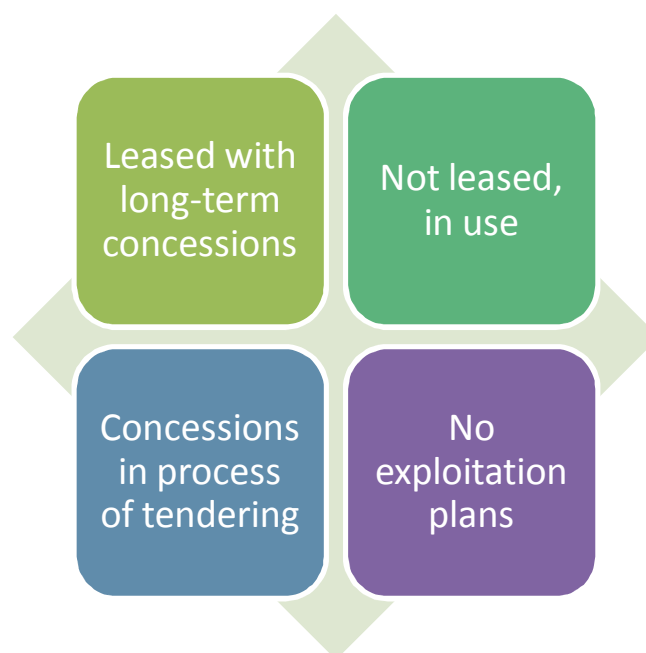 Leased with
long-term
concessions
Not leased,
in use
Concessions
in process
of tendering
No
exploitation
plans